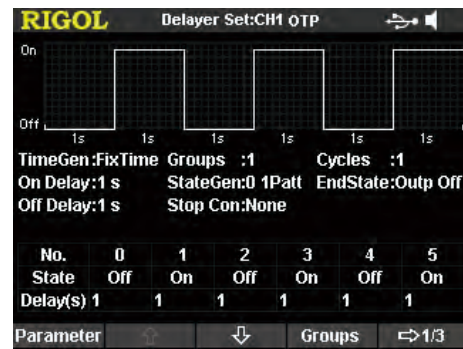 RIGOL Delayer Set:CH1 OTP
On
Off
1s 1s 1s 1s 1s 1s
TimeGen:FixTime Groups :1 Cycles :1
On Delay:1 s StateGen:0 1Patt EndState:Outp Off
Off Delay:1 s Stop Con:None
No. 0 1 2 3 4 5
State Off On Off On Off On
Delay(s) 1 1 1 1 1 1
Parameter Groups 1/3